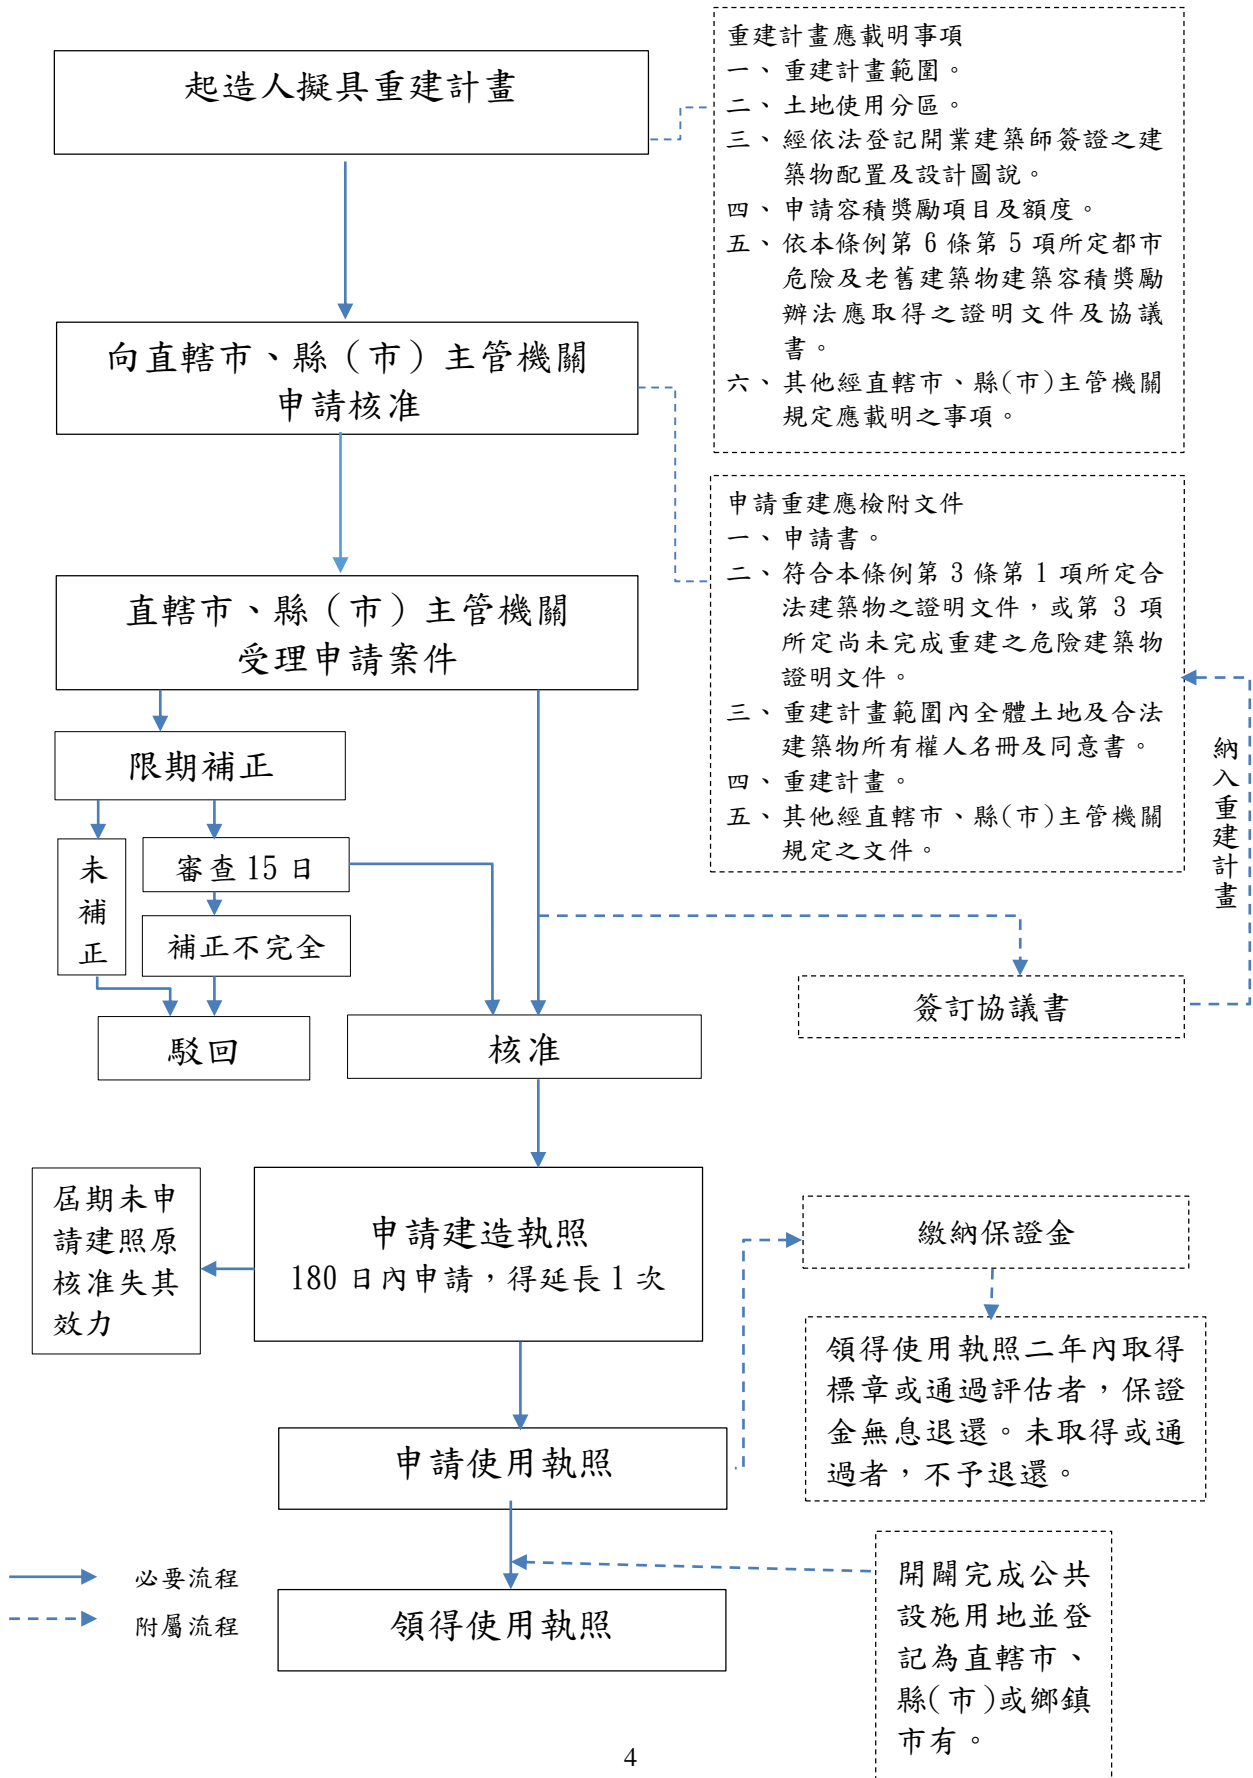 起造人擬具重建計畫
重建計畫應載明事項
一、重建計畫範圍。
二、土地使用分區。
三、經依法登記開業建築師簽證之建
築物配置及設計圖說。
四、申請容積獎勵項目及額度。
五、依本條例第 6 條第 5 項所定都市
危險及老舊建築物建築容積獎勵
辦法應取得之證明文件及協議
書。
六、其他經直轄市、縣(市)主管機關
規定應載明之事項。
向直轄市、縣（市）主管機關
申請核准
申請重建應檢附文件
一、申請書。
二、符合本條例第 3 條第 1 項所定合
法建築物之證明文件，或第 3 項
所定尚未完成重建之危險建築物
證明文件。
三、重建計畫範圍內全體土地及合法
建築物所有權人名冊及同意書。
四、重建計畫。
五、其他經直轄市、縣(市)主管機關
規定之文件。
納入重建計畫
直轄市、縣（市）主管機關
受理申請案件
限期補正
未補正
審查 15 日
補正不完全
駁回
核准
簽訂協議書
屆期未申
請建照原
核准失其
效力
申請建造執照
180 日內申請，得延長 1 次
繳納保證金
領得使用執照二年內取得
標章或通過評估者，保證
金無息退還。未取得或通
過者，不予退還。
申請使用執照
開闢完成公共
設施用地並登
記為直轄市、
縣(市)或鄉鎮
市有。
領得使用執照
必要流程
附屬流程
4